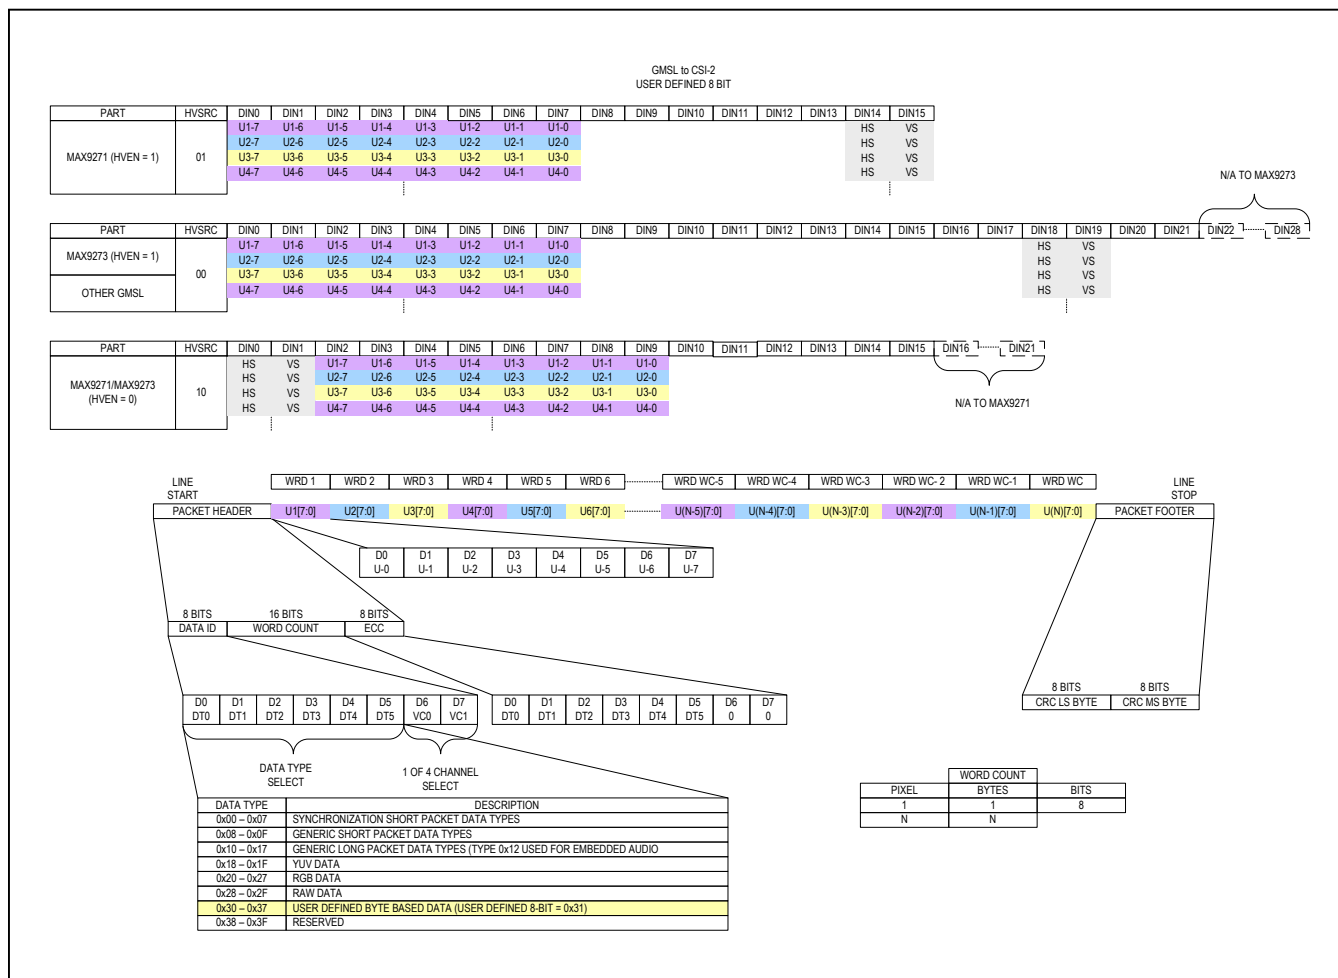 GMSL to CSI-2
USER DEFINED 8 BIT
PART HVSRC DIN0 DIN1 DIN2 DIN3 DIN4 DIN5 DIN6 DIN7 DIN8 DIN9 DIN10 DIN11 DIN12 DIN13 DIN14 DIN15
U1-7 U1-6 U1-5 U1-4 U1-3 U1-2 U1-1 U1-0 HS VS
U2-7 U2-6 U2-5 U2-4 U2-3 U2-2 U2-1 U2-0 HS VS
MAX9271 (HVEN = 1) 01 U3-7 U3-6 U3-5 U3-4 U3-3 U3-2 U3-1 U3-0 HS VS
U4-7 U4-6 U4-5 U4-4 U4-3 U4-2 U4-1 U4-0 HS VS
N/A TO MAX9273
PART HVSRC DIN0 DIN1 DIN2 DIN3 DIN4 DIN5 DIN6 DIN7 DIN8 DIN9 DIN10 DIN11 DIN12 DIN13 DIN14 DIN15 DIN16 DIN17 DIN18 DIN19 DIN20 DIN21 DIN22 DIN28
U1-7 U1-6 U1-5 U1-4 U1-3 U1-2 U1-1 U1-0 HS VS
MAX9273 (HVEN = 1) U2-7 U2-6 U2-5 U2-4 U2-3 U2-2 U2-1 U2-0 HS VS
00 U3-7 U3-6 U3-5 U3-4 U3-3 U3-2 U3-1 U3-0 HS VS
OTHER GMSL U4-7 U4-6 U4-5 U4-4 U4-3 U4-2 U4-1 U4-0 HS VS
PART HVSRC DIN0 DIN1 DIN2 DIN3 DIN4 DIN5 DIN6 DIN7 DIN8 DIN9 DIN10 DIN11 DIN12 DIN13 DIN14 DIN15 DIN16 DIN21
HS VS U1-7 U1-6 U1-5 U1-4 U1-3 U1-2 U1-1 U1-0
MAX9271/MAX9273 HS VS U2-7 U2-6 U2-5 U2-4 U2-3 U2-2 U2-1 U2-0
(HVEN = 0) 10 HS VS U3-7 U3-6 U3-5 U3-4 U3-3 U3-2 U3-1 U3-0
HS VS U4-7 U4-6 U4-5 U4-4 U4-3 U4-2 U4-1 U4-0
N/A TO MAX9271
LINE START WRD 1 WRD 2 WRD 3 WRD 4 WRD 5 WRD 6 WRD WC-5 WRD WC-4 WRD WC-3 WRD WC- 2 WRD WC-1 WRD WC LINE STOP
PACKET HEADER U1[7:0] U2[7:0] U3[7:0] U4[7:0] U5[7:0] U6[7:0] U(N-5)[7:0] U(N-4)[7:0] U(N-3)[7:0] U(N-2)[7:0] U(N-1)[7:0] U(N)[7:0] PACKET FOOTER
D0 D1 D2 D3 D4 D5 D6 D7
U-0 U-1 U-2 U-3 U-4 U-5 U-6 U-7
8 BITS 16 BITS 8 BITS
DATA ID WORD COUNT ECC
8 BITS 8 BITS
CRC LS BYTE CRC MS BYTE
D0 D1 D2 D3 D4 D5 D6 D7
DT0 DT1 DT2 DT3 DT4 DT5 VC0 VC1
D0 D1 D2 D3 D4 D5 D6 D7
DT0 DT1 DT2 DT3 DT4 DT5 0 0
DATA TYPE
SELECT
1 OF 4 CHANNEL
SELECT
WORD COUNT
PIXEL BYTES BITS
1 1 8
N N
DATA TYPE DESCRIPTION
0x00 – 0x07 SYNCHRONIZATION SHORT PACKET DATA TYPES
0x08 – 0x0F GENERIC SHORT PACKET DATA TYPES
0x10 – 0x17 GENERIC LONG PACKET DATA TYPES (TYPE 0x12 USED FOR EMBEDDED AUDIO
0x18 – 0x1F YUV DATA
0x20 – 0x27 RGB DATA
0x28 – 0x2F RAW DATA
0x30 – 0x37 USER DEFINED BYTE BASED DATA (USER DEFINED 8-BIT = 0x31)
0x38 – 0x3F RESERVED